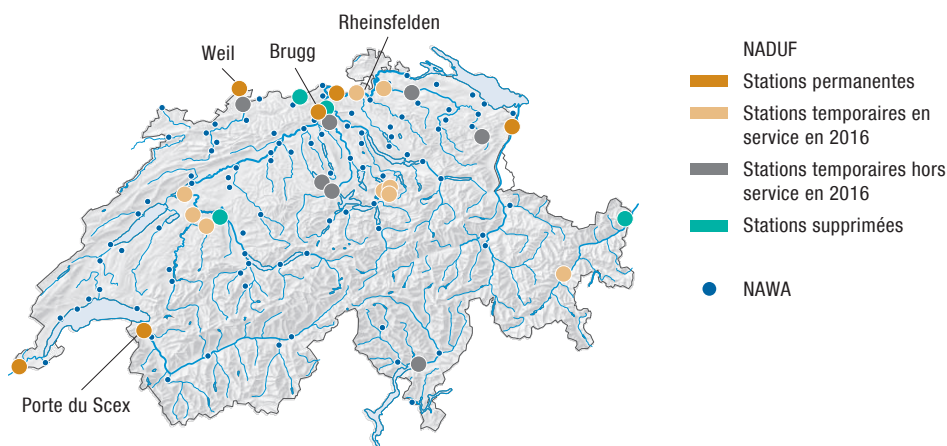 Rheinsfelden
Weil
Brugg
Porte du Scex
NADUF
Stations permanentes
Stations temporaires en
service en 2016
Stations temporaires hors
service en 2016
Stations supprimées
NAWA